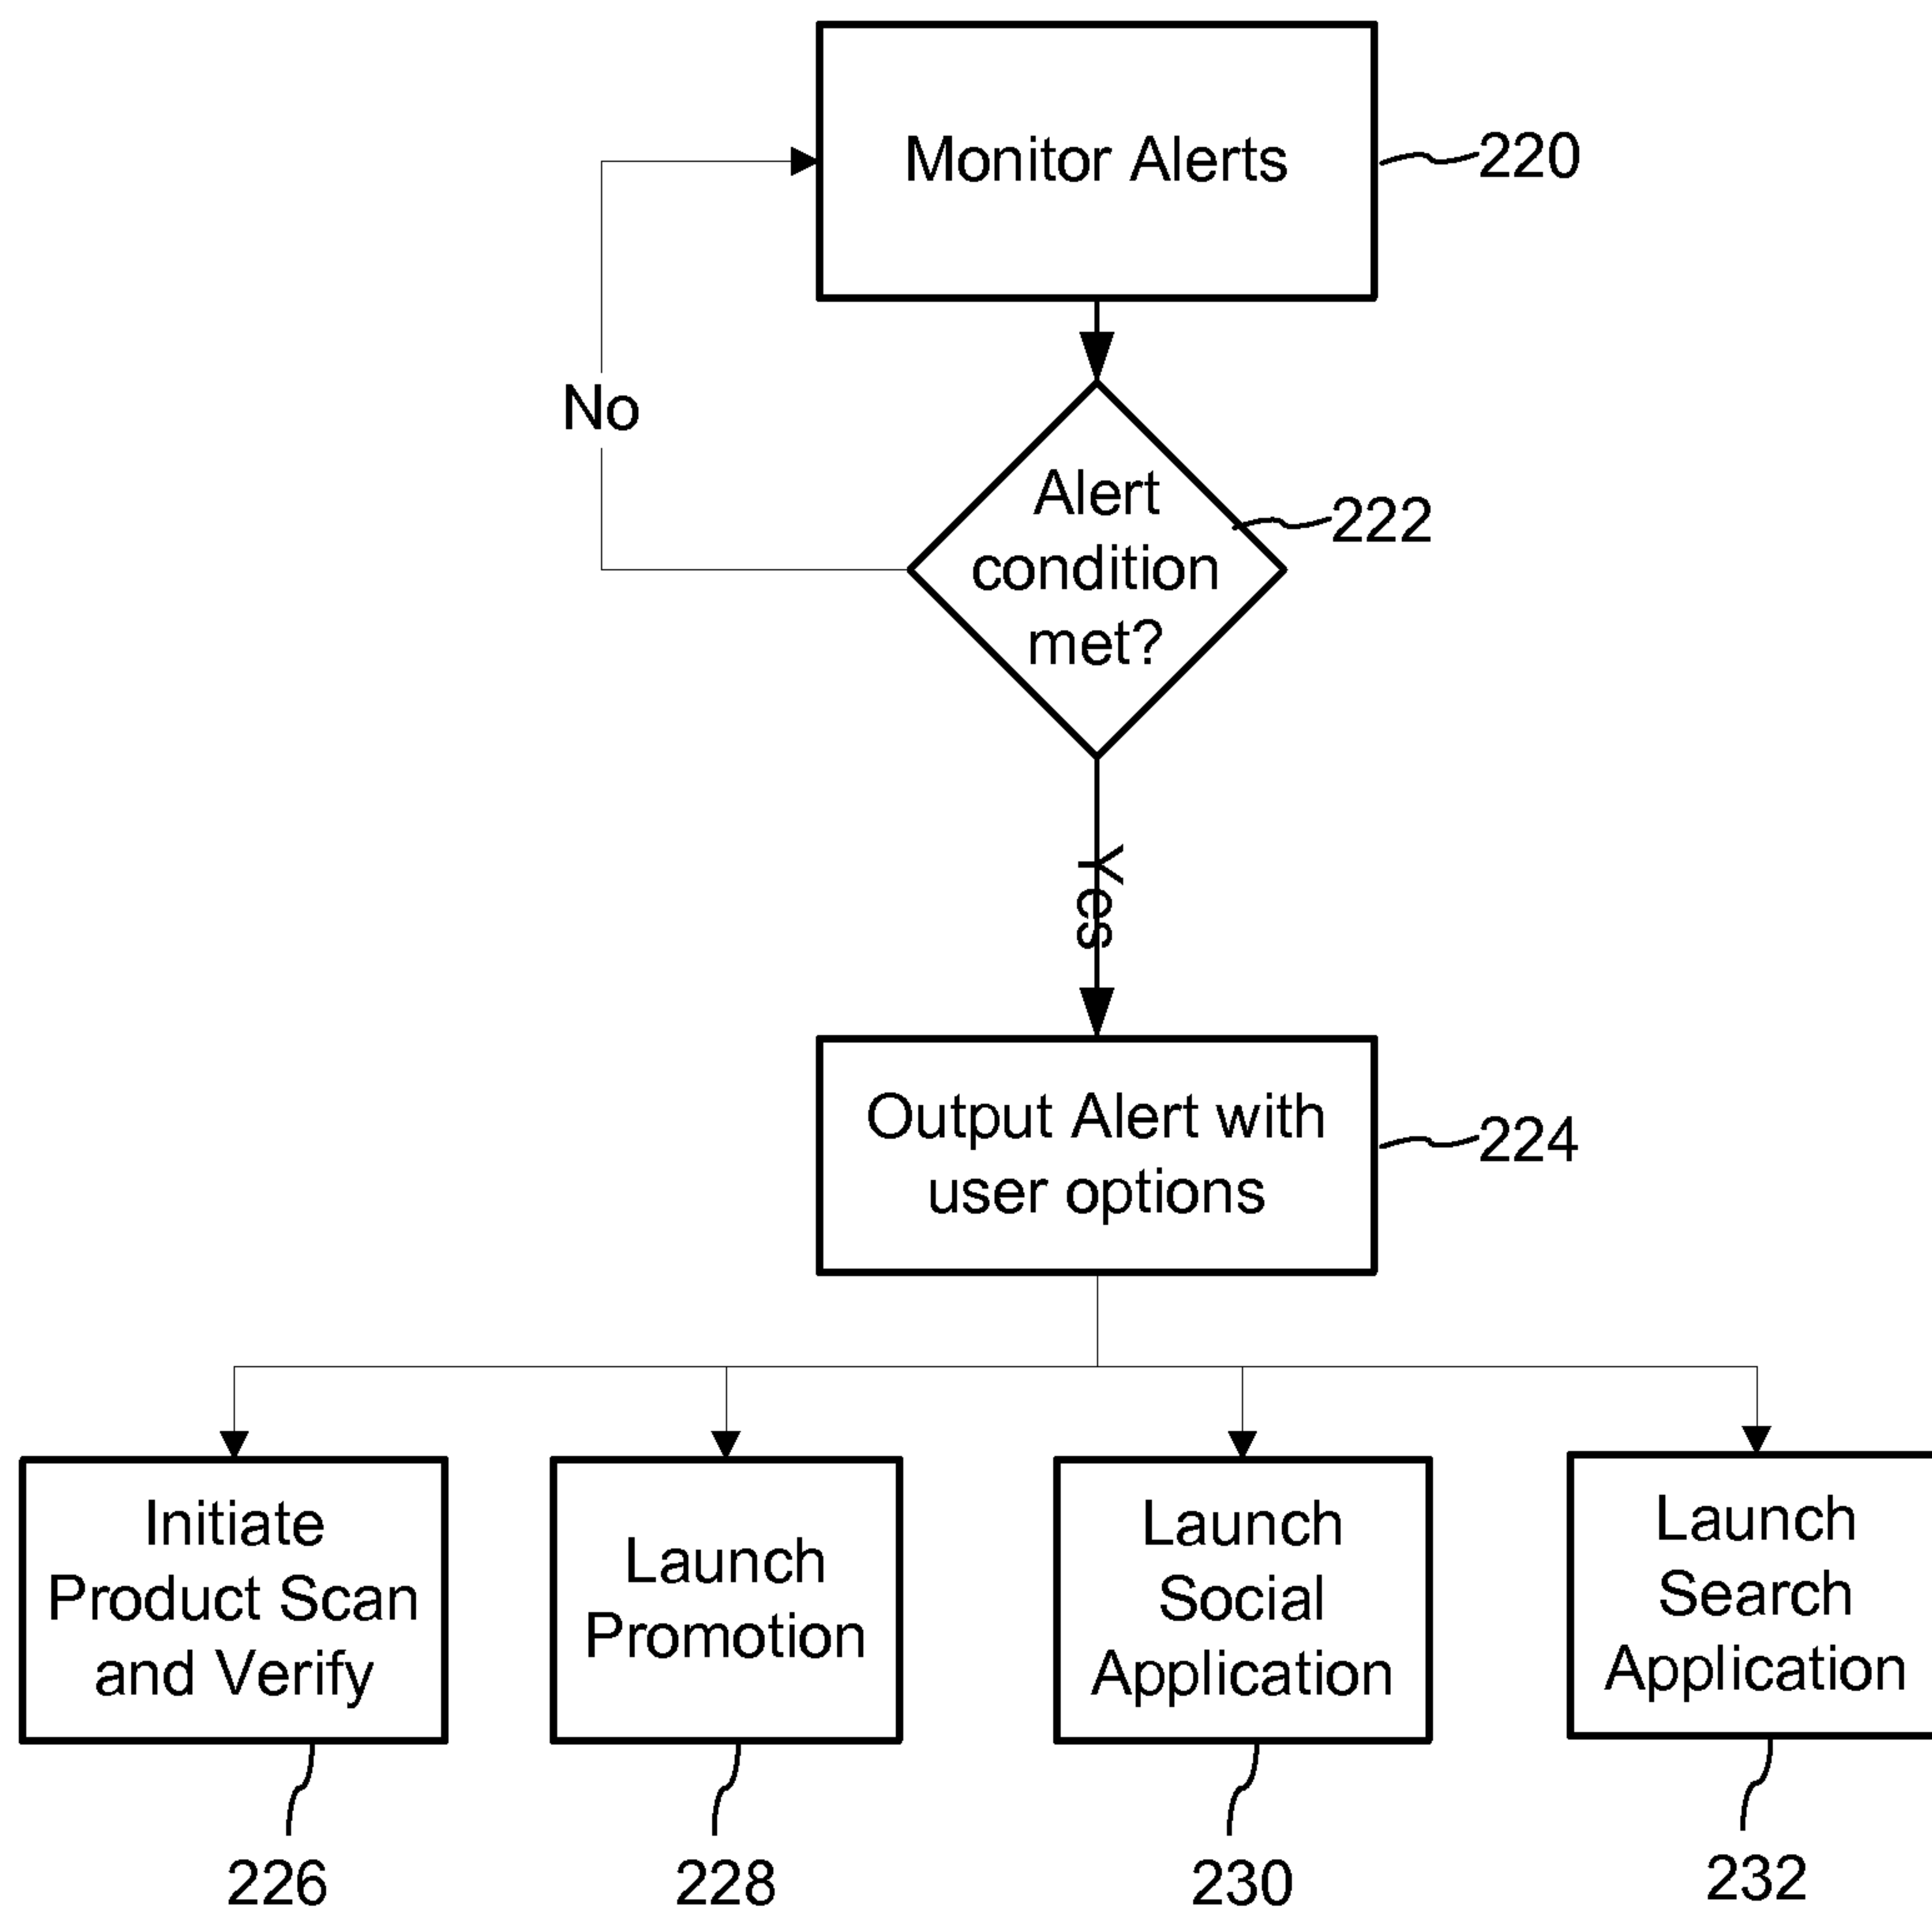 Monitor Alerts
220
No
Alert
condition
met?
222
Yes
Output Alert with
user options
224
Initiate
Product Scan
and Verify
Launch
Promotion
Launch
Social
Application
Launch
Search
Application
226
228
230
232